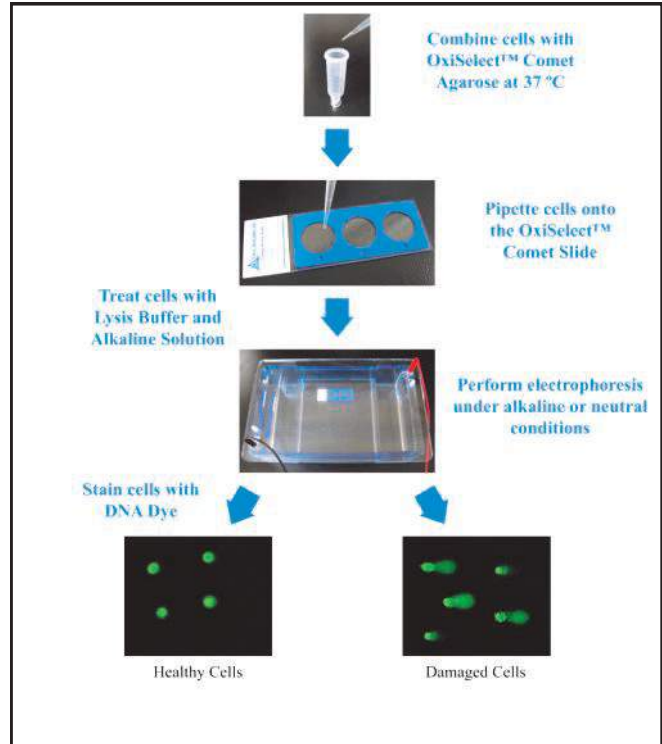 Combine cells with
OxiSelect™ Comet
Agarose at 37 ºC
Pipette cells onto
the OxiSelect™
Comet Slide
Treat cells with
Lysis Buffer and
Alkaline Solution
Perform electrophoresis
under alkaline or neutral
conditions
Stain cells with
DNA Dye
Healthy Cells
Damaged Cells